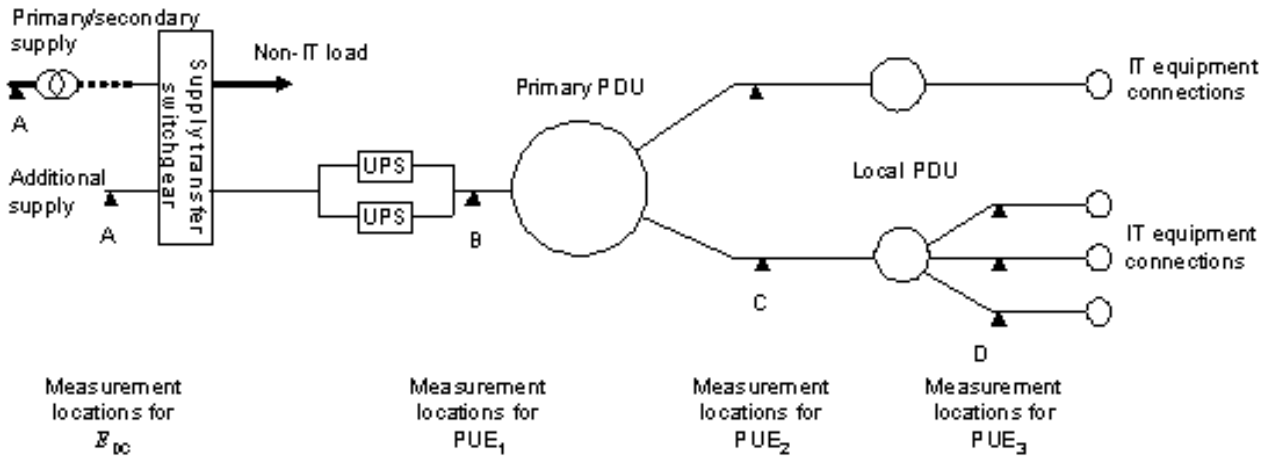 Primary/secondary
supply
Non-IT load
Supply transfer
switchgear
A
Additional
supply
A
UPS
UPS
B
Primary PDU
C
Local PDU
IT equipment
connections
IT equipment
connections
D
Measurement
locations for
E_DC
Measurement
locations for
PUE₁
Measurement
locations for
PUE₂
Measurement
locations for
PUE₃